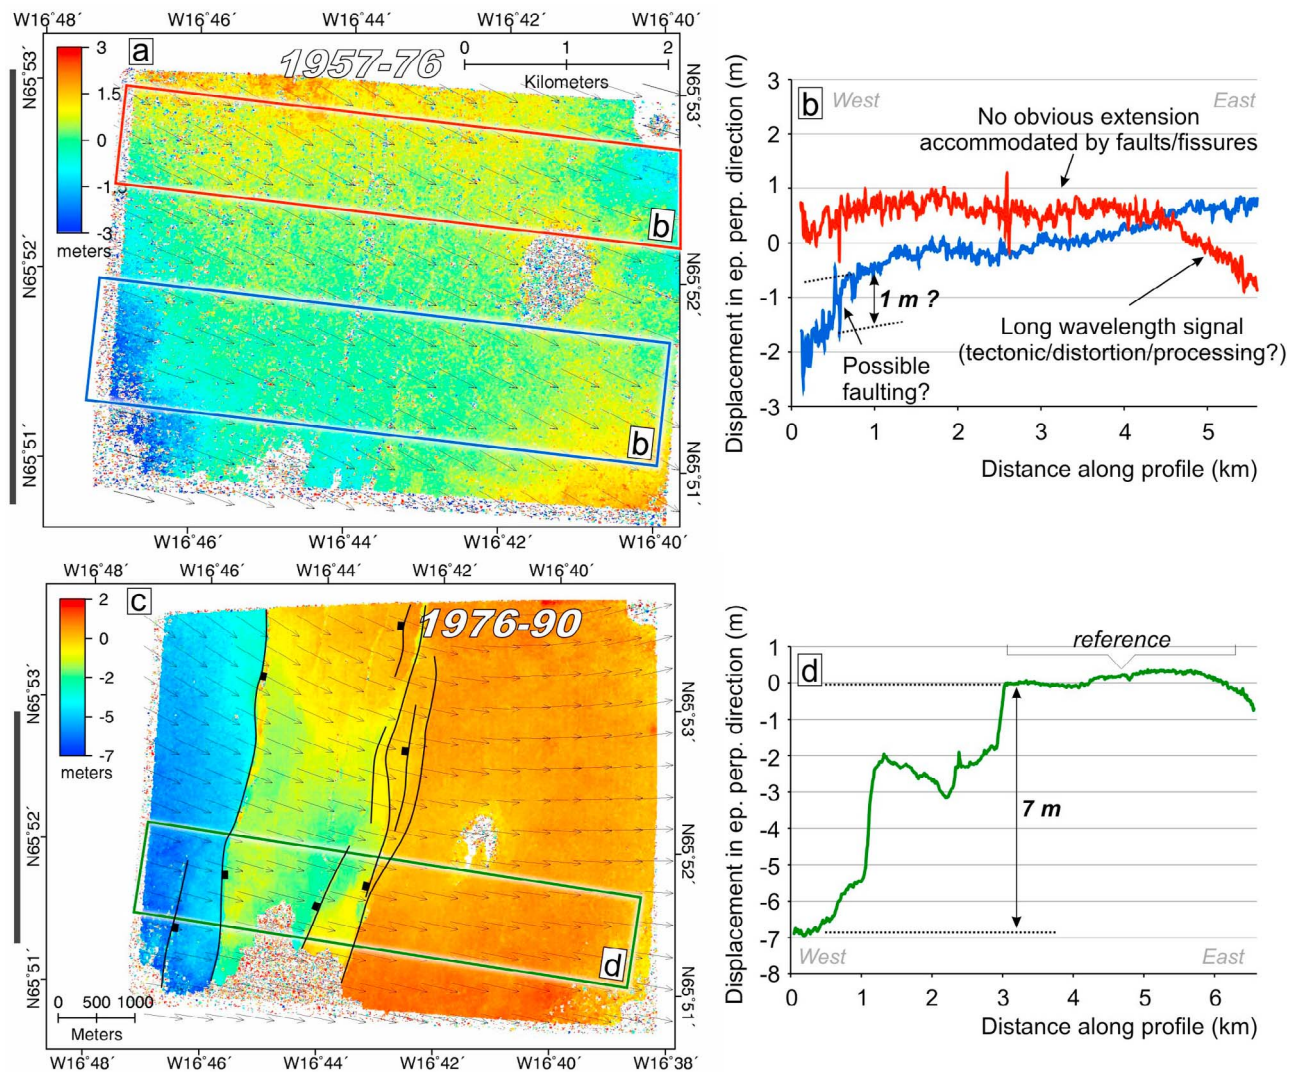 W16°48′ W16°46′ W16°44′ W16°42′ W16°40′
a
1957-76
0 1 2
Kilometers
3
1.5
0
-1
-3
meters
N65°53′
N65°52′
N65°51′
N65°53′
N65°52′
N65°51′
b
b
W16°46′ W16°44′ W16°42′ W16°40′
b
West
East
No obvious extension
accommodated by faults/fissures
1 m ?
Possible
faulting?
Long wavelength signal
(tectonic/distortion/processing?)
Displacement in ep. perp. direction (m)
3
2
1
0
-1
-2
-3
0 1 2 3 4 5
Distance along profile (km)
W16°48′ W16°46′ W16°44′ W16°42′ W16°40′
c
1976-90
2
0
-2
-5
-7
meters
N65°53′
N65°52′
N65°51′
N65°53′
N65°52′
N65°51′
d
0 500 1000
Meters
W16°48′ W16°46′ W16°44′ W16°42′ W16°40′ W16°38′
d
reference
7 m
West
East
Displacement in ep. perp. direction (m)
1
0
-1
-2
-3
-4
-5
-6
-7
-8
0 1 2 3 4 5 6
Distance along profile (km)